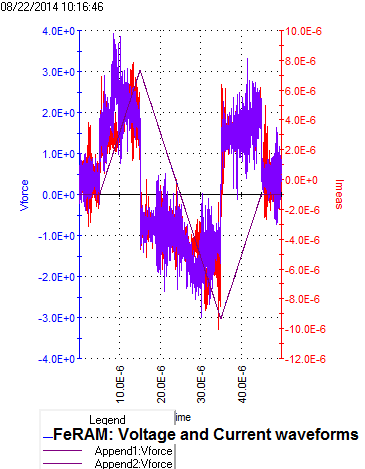 08/22/2014 10:16:46
4.0E+0
3.0E+0
2.0E+0
1.0E+0
0.0E+0
-1.0E+0
-2.0E+0
-3.0E+0
-4.0E+0
Vforce
10.0E-6
8.0E-6
6.0E-6
4.0E-6
2.0E-6
0.0E+0
-2.0E-6
-4.0E-6
-6.0E-6
-8.0E-6
-10.0E-6
-12.0E-6
Imeas
10.0E-6
20.0E-6
30.0E-6
40.0E-6
ime
Legend
FeRAM: Voltage and Current waveforms
Append1:Vforce
Append2:Vforce